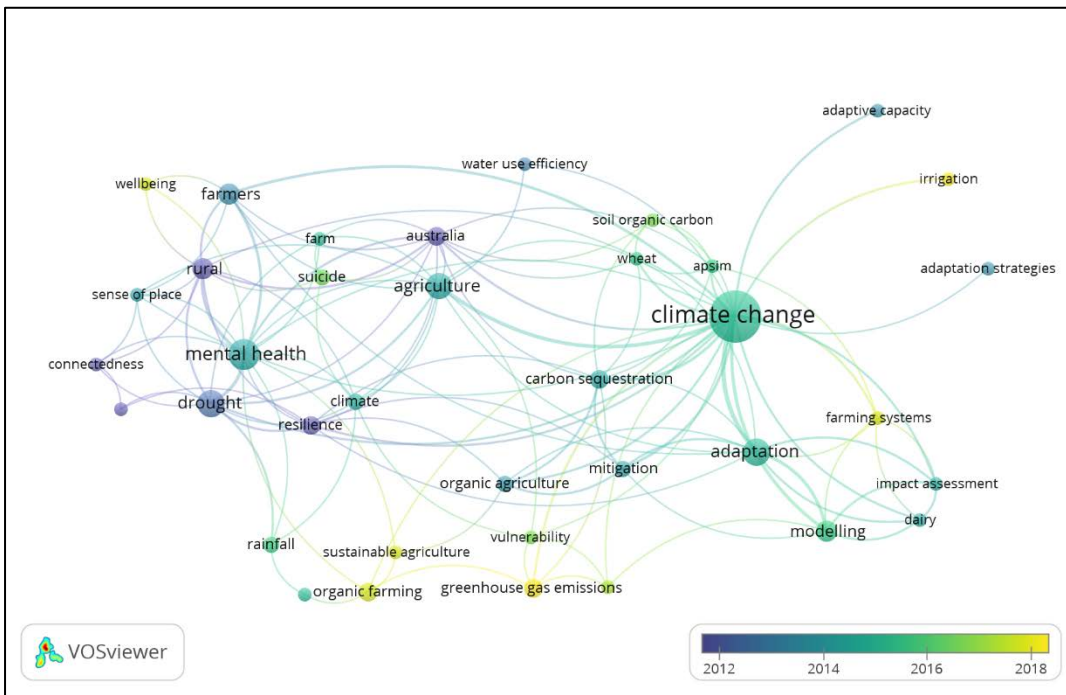 adaptive capacity
water use efficiency
irrigation
wellbeing
farmers
soil organic carbon
farm
australia
wheat
apsim
rural
suicide
adaptation strategies
sense of place
agriculture
climate change
mental health
connectedness
carbon sequestration
drought
climate
farming systems
resilience
adaptation
mitigation
organic agriculture
impact assessment
dairy
modelling
rainfall
vulnerability
sustainable agriculture
organic farming
greenhouse gas emissions
VOSviewer
2012 2014 2016 2018